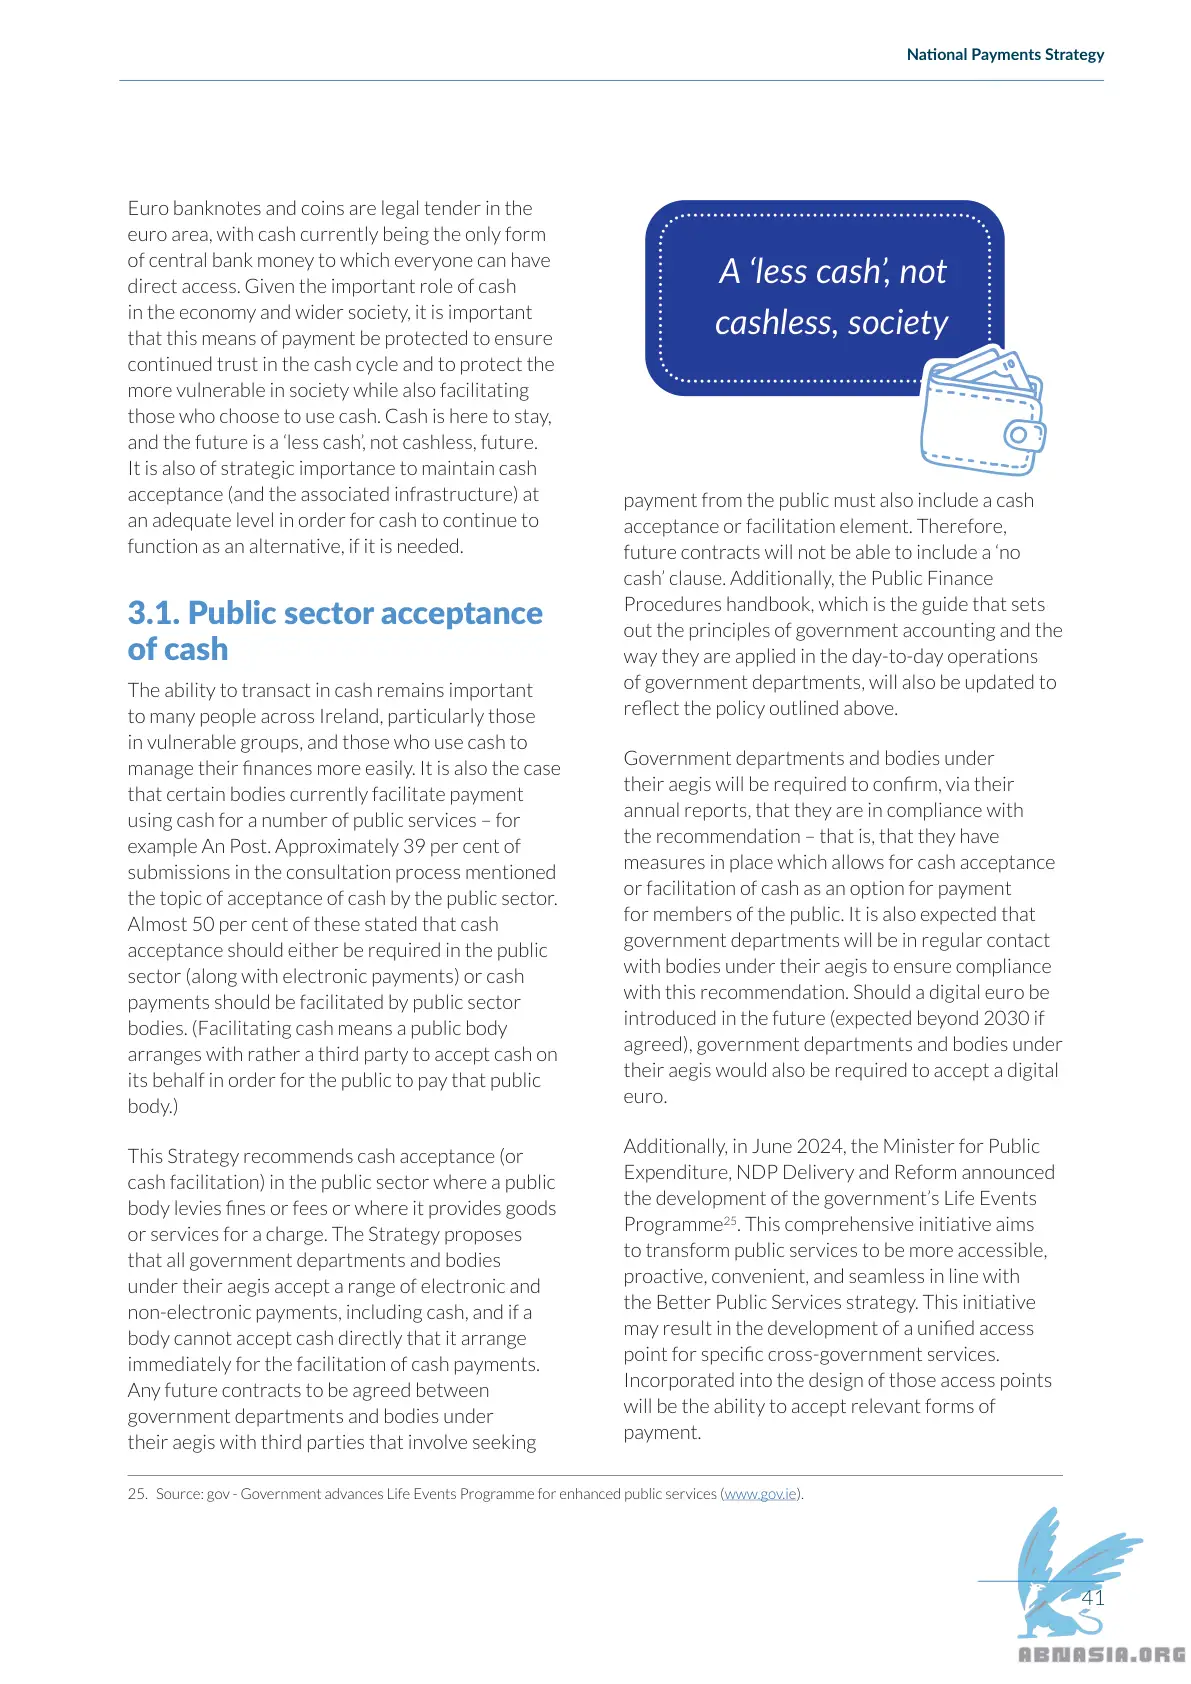 National Payments Strategy
Euro banknotes and coins are legal tender in the
euro area, with cash currently being the only form
of central bank money to which everyone can have
direct access. Given the important role of cash
in the economy and wider society, it is important
that this means of payment be protected to ensure
continued trust in the cash cycle and to protect the
more vulnerable in society while also facilitating
those who choose to use cash. Cash is here to stay,
and the future is a ‘less cash’, not cashless, future.
It is also of strategic importance to maintain cash
acceptance (and the associated infrastructure) at
an adequate level in order for cash to continue to
function as an alternative, if it is needed.
3.1. Public sector acceptance
of cash
The ability to transact in cash remains important
to many people across Ireland, particularly those
in vulnerable groups, and those who use cash to
manage their finances more easily. It is also the case
that certain bodies currently facilitate payment
using cash for a number of public services – for
example An Post. Approximately 39 per cent of
submissions in the consultation process mentioned
the topic of acceptance of cash by the public sector.
Almost 50 per cent of these stated that cash
acceptance should either be required in the public
sector (along with electronic payments) or cash
payments should be facilitated by public sector
bodies. (Facilitating cash means a public body
arranges with rather a third party to accept cash on
its behalf in order for the public to pay that public
body.)
This Strategy recommends cash acceptance (or
cash facilitation) in the public sector where a public
body levies fines or fees or where it provides goods
or services for a charge. The Strategy proposes
that all government departments and bodies
under their aegis accept a range of electronic and
non-electronic payments, including cash, and if a
body cannot accept cash directly that it arrange
immediately for the facilitation of cash payments.
Any future contracts to be agreed between
government departments and bodies under
their aegis with third parties that involve seeking
A ‘less cash’, not
cashless, society
10
payment from the public must also include a cash
acceptance or facilitation element. Therefore,
future contracts will not be able to include a ‘no
cash’ clause. Additionally, the Public Finance
Procedures handbook, which is the guide that sets
out the principles of government accounting and the
way they are applied in the day-to-day operations
of government departments, will also be updated to
reflect the policy outlined above.
Government departments and bodies under
their aegis will be required to confirm, via their
annual reports, that they are in compliance with
the recommendation – that is, that they have
measures in place which allows for cash acceptance
or facilitation of cash as an option for payment
for members of the public. It is also expected that
government departments will be in regular contact
with bodies under their aegis to ensure compliance
with this recommendation. Should a digital euro be
introduced in the future (expected beyond 2030 if
agreed), government departments and bodies under
their aegis would also be required to accept a digital
euro.
Additionally, in June 2024, the Minister for Public
Expenditure, NDP Delivery and Reform announced
the development of the government’s Life Events
Programme25. This comprehensive initiative aims
to transform public services to be more accessible,
proactive, convenient, and seamless in line with
the Better Public Services strategy. This initiative
may result in the development of a unified access
point for specific cross-government services.
Incorporated into the design of those access points
will be the ability to accept relevant forms of
payment.
25. Source: gov - Government advances Life Events Programme for enhanced public services (www.gov.ie).
41
ABNASIA.ORG